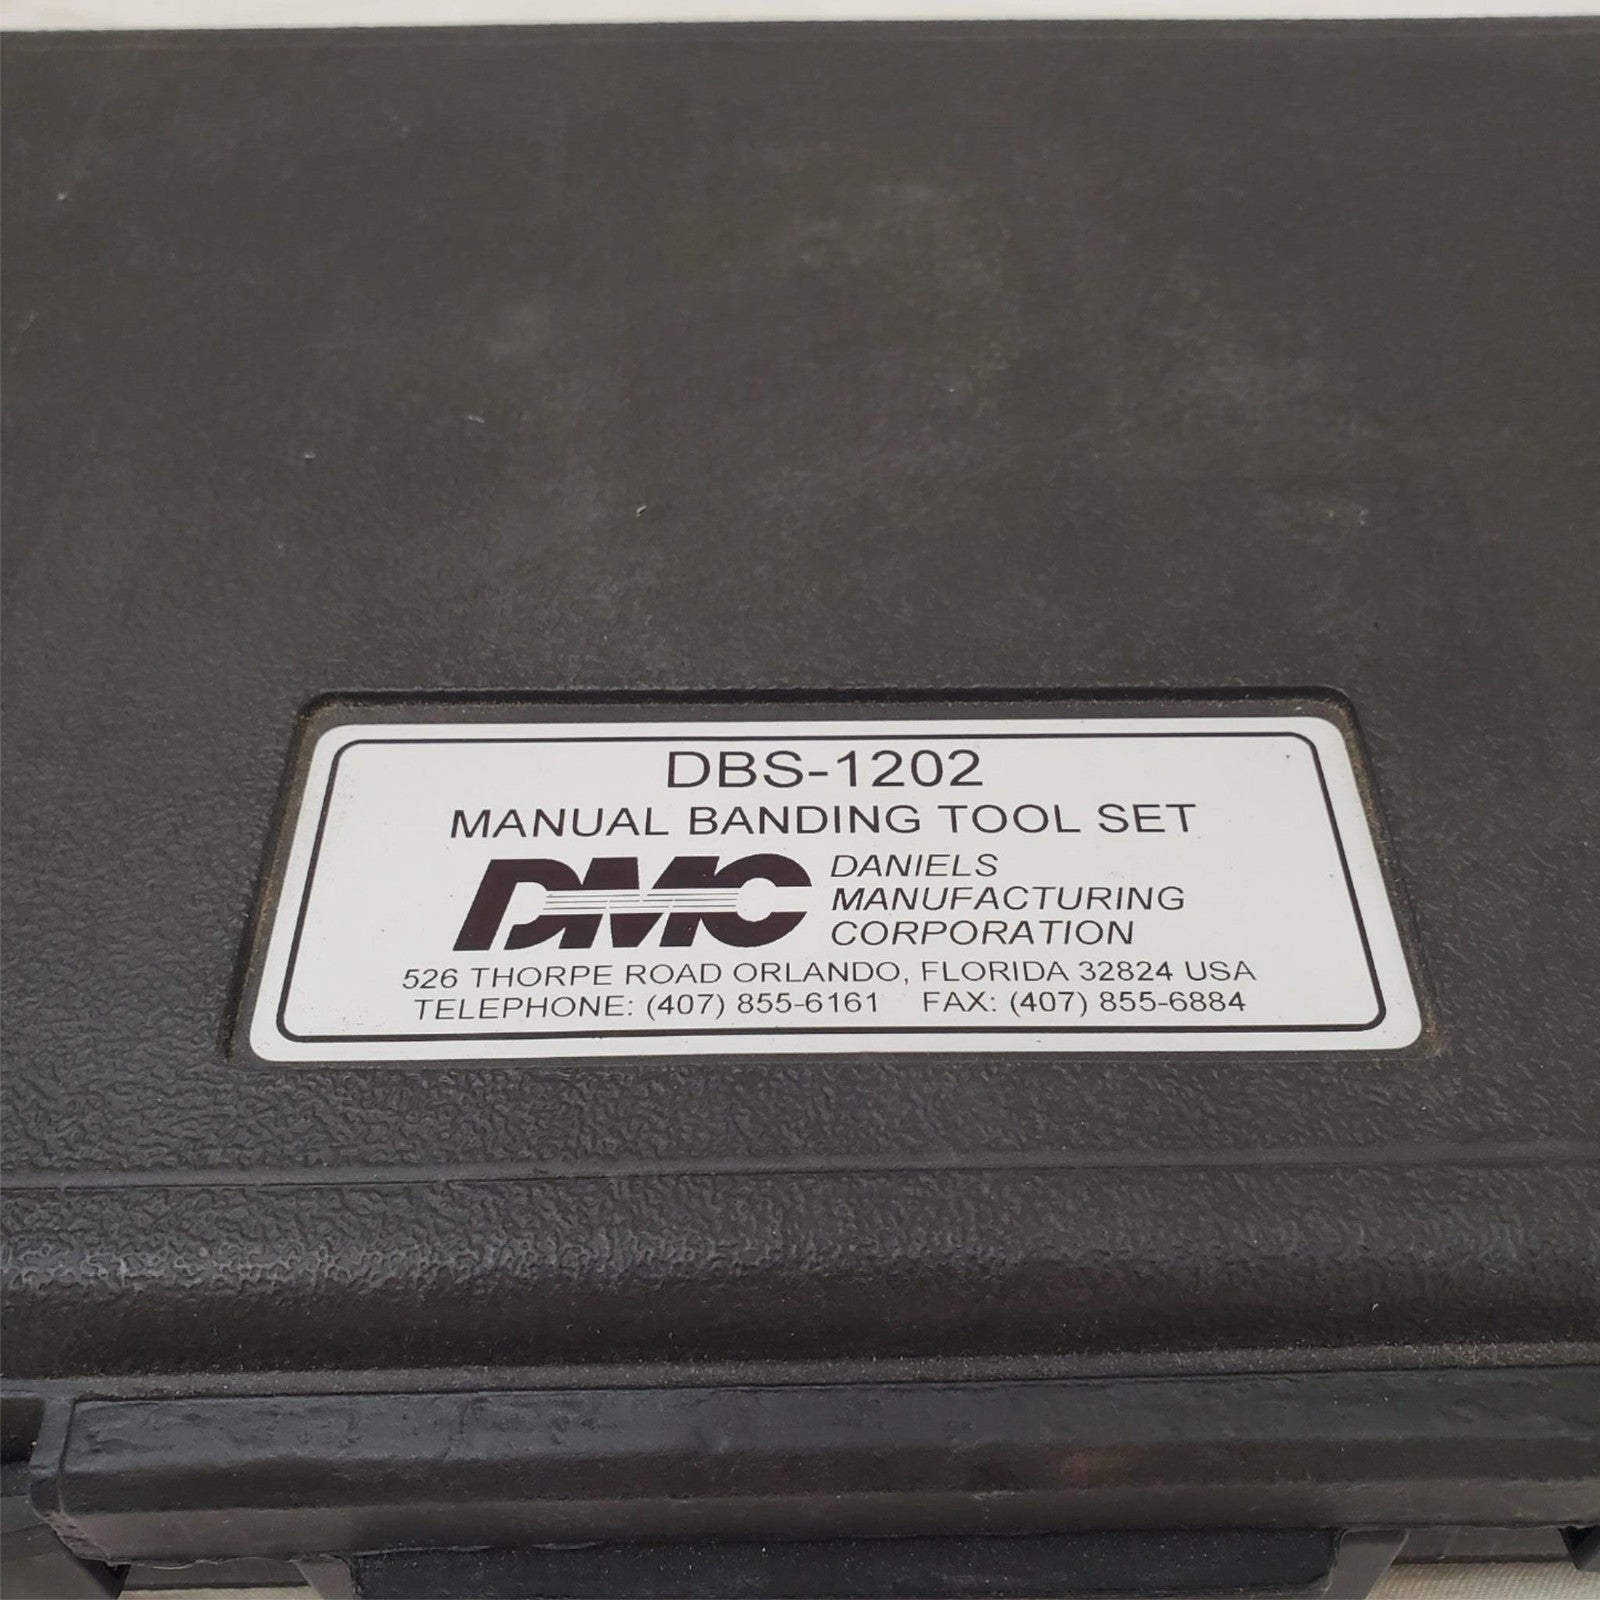 DBS-1202
MANUAL BANDING TOOL SET
DMC
DANIELS
MANUFACTURING
CORPORATION
526 THORPE ROAD ORLANDO, FLORIDA 32824 USA
TELEPHONE: (407) 855-6161 FAX: (407) 855-6884